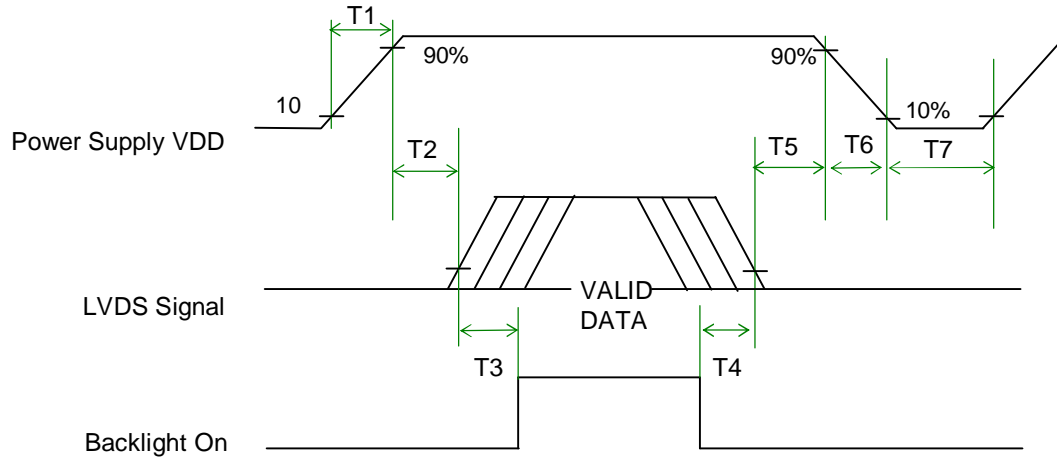 T1
90%
90%
10
10%
Power Supply VDD
T2
T5
T6
T7
VALID
DATA
LVDS Signal
T3
T4
Backlight On